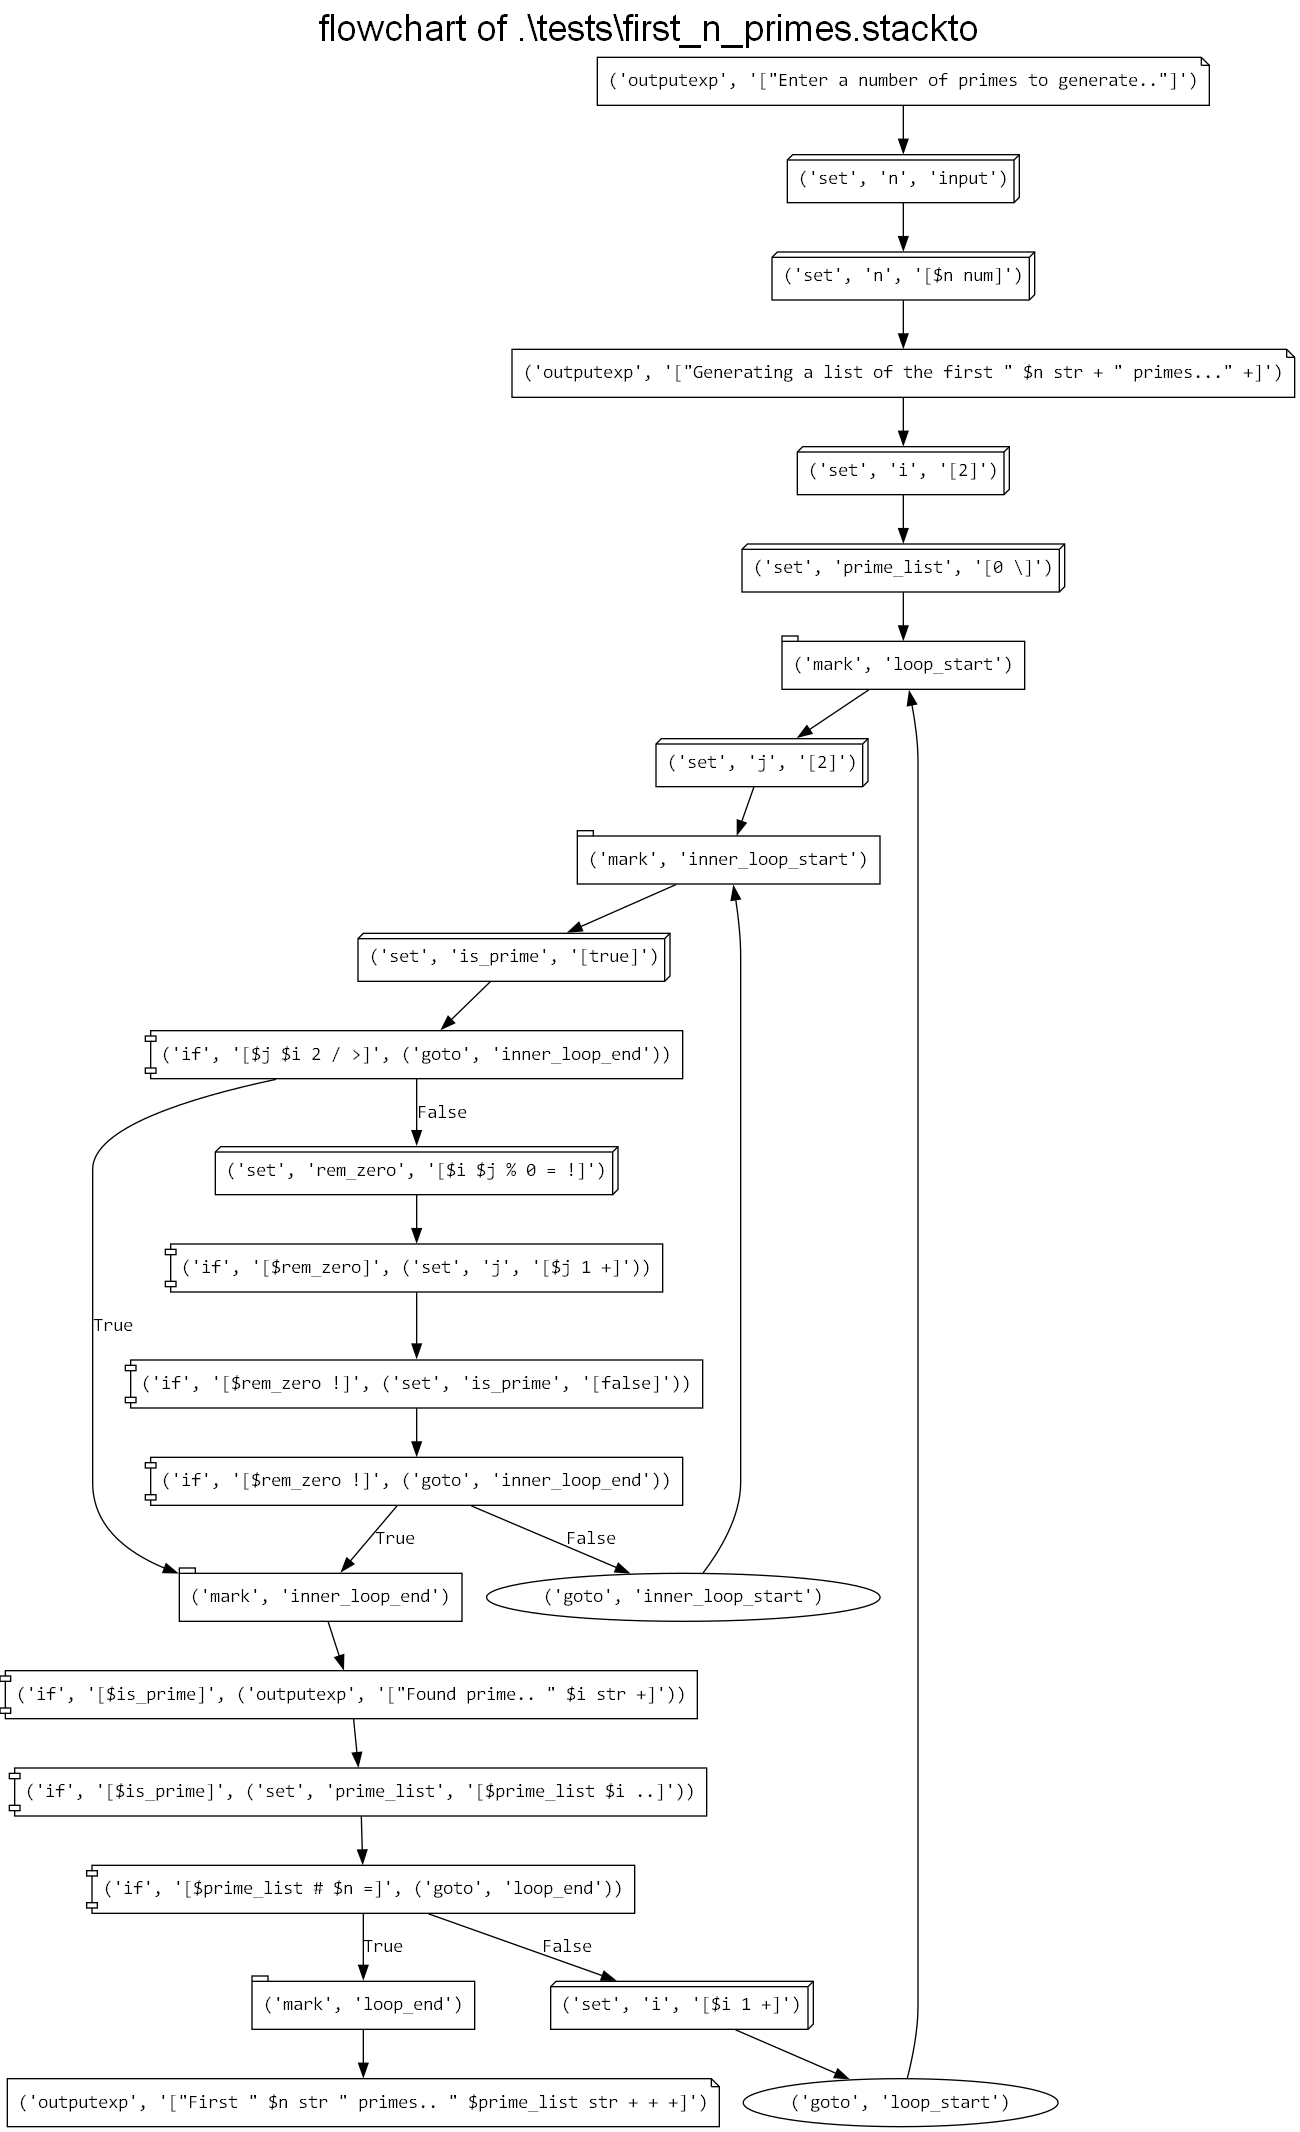 flowchart of .\tests\first_n_primes.stackto
('outputexp', '["Enter a number of primes to generate.."]')
('set', 'n', 'input')
('set', 'n', '[$n num]')
('outputexp', '["Generating a list of the first " $n str + " primes..." +]')
('set', 'i', '[2]')
('set', 'prime_list', '[0 \]')
('mark', 'loop_start')
('set', 'j', '[2]')
('mark', 'inner_loop_start')
('set', 'is_prime', '[true]')
('if', '[$j $i 2 / >]', ('goto', 'inner_loop_end'))
False
('set', 'rem_zero', '[$i $j % 0 = !]')
('if', '[$rem_zero]', ('set', 'j', '[$j 1 +]'))
True
('if', '[$rem_zero !]', ('set', 'is_prime', '[false]'))
('if', '[$rem_zero !]', ('goto', 'inner_loop_end'))
True
False
('mark', 'inner_loop_end')
('goto', 'inner_loop_start')
('if', '[$is_prime]', ('outputexp', '["Found prime.. " $i str +]'))
('if', '[$is_prime]', ('set', 'prime_list', '[$prime_list $i ..]'))
('if', '[$prime_list # $n =]', ('goto', 'loop_end'))
True
False
('mark', 'loop_end')
('set', 'i', '[$i 1 +]')
('outputexp', '["First " $n str " primes.. " $prime_list str + + +]')
('goto', 'loop_start')